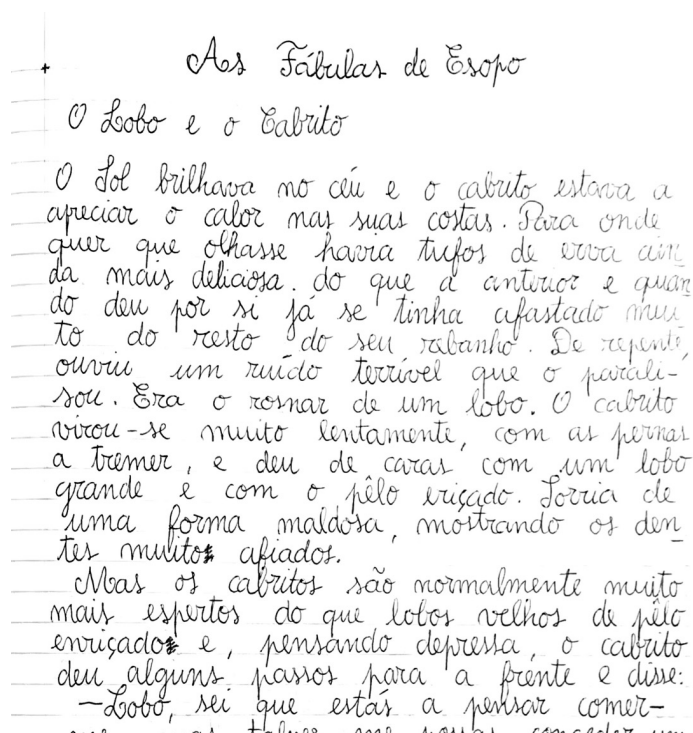 As Fábulas de Esopo
O Lobo e o Cabrito
O Sol brilhava no céu e o cabrito estava a
apreciar o calor nas suas costas. Para onde
quer que olhasse havia tufos de erva ain
da mais deliciosa. do que a anterior e quan
do deu por si já se tinha afastado mui
to do resto do seu rebanho. De repente,
ouviu um ruído terrível que o parali-
sou. Era o rosnar de um lobo. O cabrito
virou-se muito lentamente, com as pernas
a tremer, e deu de caras com um lobo
grande e com o pêlo eriçado. Sorria de
uma forma maldosa, mostrando os den
tes muito afiados.
Mas os cabritos são normalmente muito
mais espertos do que lobos velhos de pêlo
enriçado e, pensando depressa, o cabrito
deu alguns passos para a frente e disse:
—Lobo, sei que estás a pensar comer-